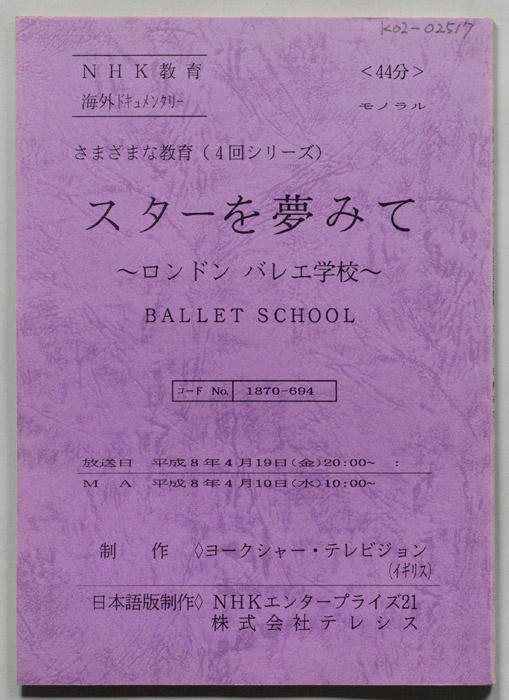 K02-02517
NHK教育 <44分>
海外ドキュメンタリー モノラル
さまざまな教育(4回シリーズ)
スターを夢みて
～ロンドン バレエ学校～
BALLET SCHOOL
コード No. 1870-694
放送日 平成8年4月19日(金)20:00～ :
MA 平成8年4月10日(水)10:00～
制作◇ヨークシャー・テレビジョン
(イギリス)
日本語版制作◇NHKエンタープライズ21
株式会社テレシス